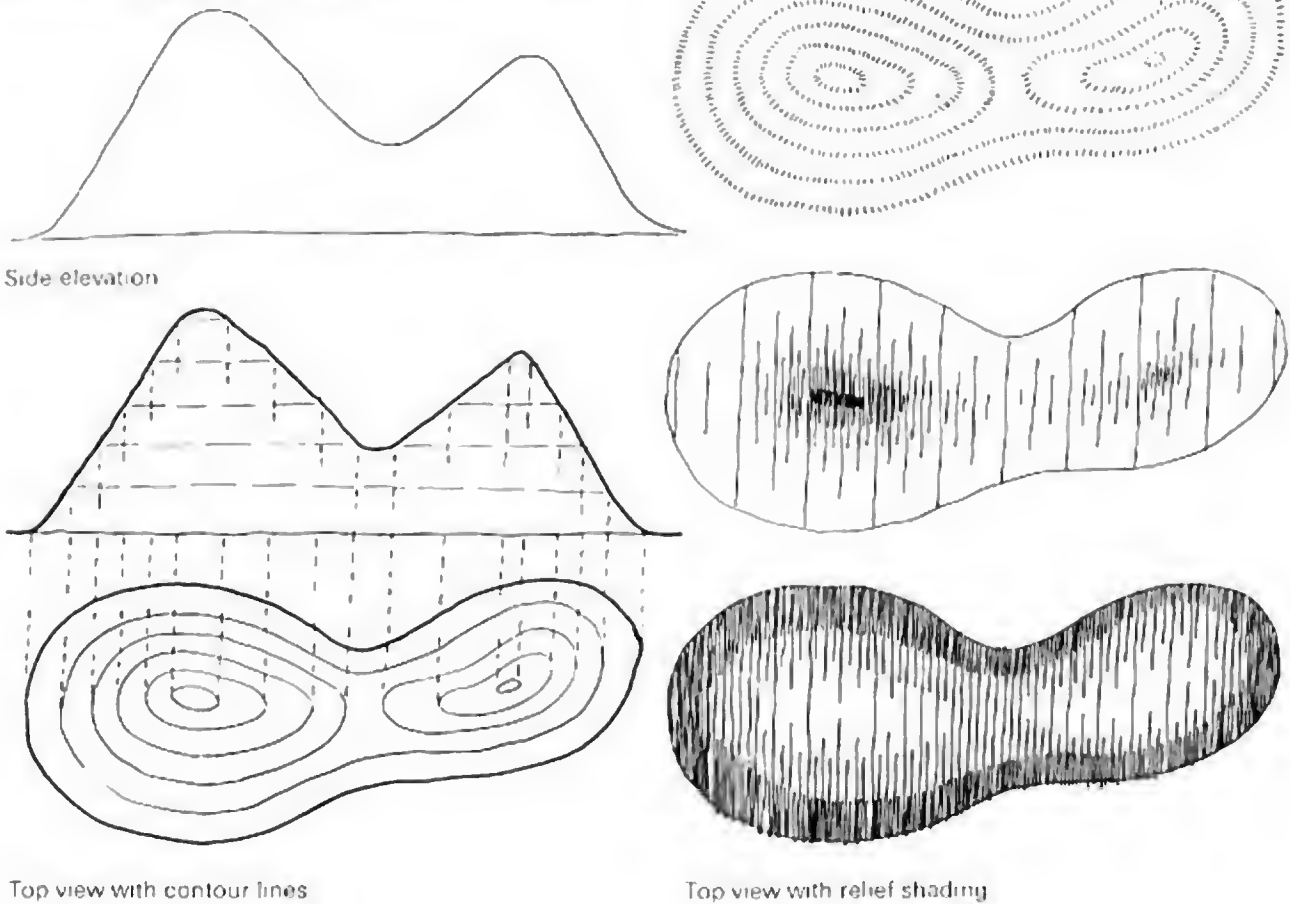 Side elevation
Top view with contour lines
Top view with relief shading